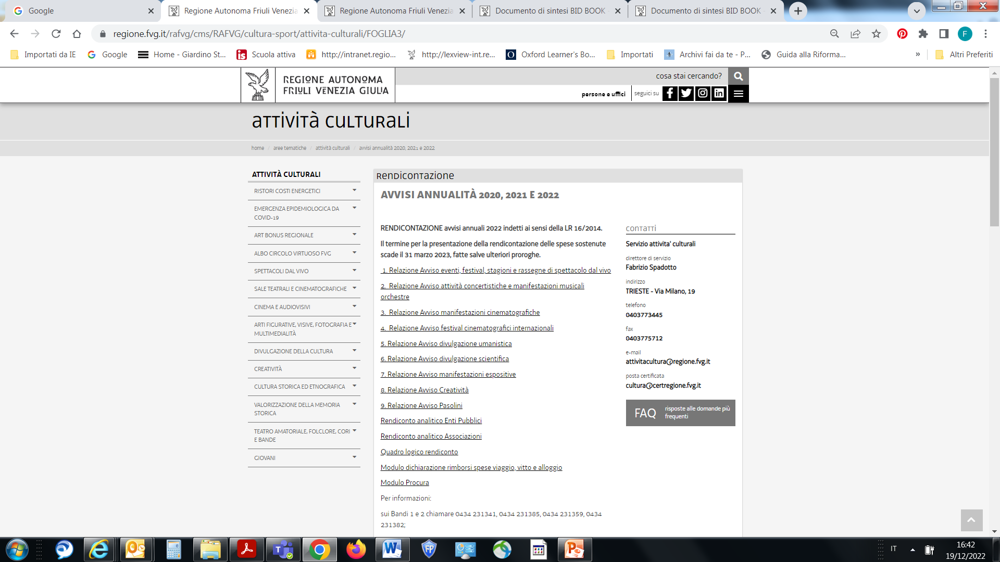 Google
Regione Autonoma Friuli Venezia
Regione Autonoma Friuli Venezia
Documento di sintesi BID BOOK -
Documento di sintesi BID BOOK -
regione.fvg.it/rafvg/cms/RAFVG/cultura-sport/attivita-culturali/FOGLIA3/
F
Importati da IE
Google
Home - Giardino St...
Scuola attiva
http://intranet.regio...
http://lexview-int.re...
Oxford Learner's Bo...
Importati
Archivi fai da te - P...
Guida alla Riforma...
»
Altri Preferiti
REGIONE AUTONOMA
FRIULI VENEZIA GIULIA
cosa stai cercando?
persone e uffici
seguici su
attività culturali
home / aree tematiche / attività culturali / avvisi annualità 2020, 2021 e 2022
ATTIVITÀ CULTURALI
RISTORI COSTI ENERGETICI
EMERGENZA EPIDEMIOLOGICA DA
COVID-19
ART BONUS REGIONALE
ALBO CIRCOLO VIRTUOSO FVG
SPETTACOLI DAL VIVO
SALE TEATRALI E CINEMATOGRAFICHE
CINEMA E AUDIOVISIVI
ARTI FIGURATIVE, VISIVE, FOTOGRAFIA E
MULTIMEDIALITÀ
DIVULGAZIONE DELLA CULTURA
CREATIVITÀ
CULTURA STORICA ED ETNOGRAFICA
VALORIZZAZIONE DELLA MEMORIA
STORICA
TEATRO AMATORIALE, FOLCLORE, CORI
E BANDE
GIOVANI
Rendicontazione
AVVISI ANNUALITÀ 2020, 2021 E 2022
RENDICONTAZIONE avvisi annuali 2022 indetti ai sensi della LR 16/2014.
Il termine per la presentazione della rendicontazione delle spese sostenute
scade il 31 marzo 2023, fatte salve ulteriori proroghe.
1. Relazione Avviso eventi, festival, stagioni e rassegne di spettacolo dal vivo
2. Relazione Avviso attività concertistiche e manifestazioni musicali
orchestre
3. Relazione Avviso manifestazioni cinematografiche
4. Relazione Avviso festival cinematografici internazionali
5. Relazione Avviso divulgazione umanistica
6. Relazione Avviso divulgazione scientifica
7. Relazione Avviso manifestazioni espositive
8. Relazione Avviso Creatività
9. Relazione Avviso Pasolini
Rendiconto analitico Enti Pubblici
Rendiconto analitico Associazioni
Quadro logico rendiconto
Modulo dichiarazione rimborsi spese viaggio, vitto e alloggio
Modulo Procura
Per informazioni:
sui Bandi 1 e 2 chiamare 0434 231341, 0434 231385, 0434 231359, 0434
231382;
contatti
Servizio attivita' culturali
direttore di servizio
Fabrizio Spadotto
indirizzo
TRIESTE - Via Milano, 19
telefono
0403773445
fax
0403775712
e-mail
attivitacultura@regione.fvg.it
posta certificata
cultura@certregione.fvg.it
FAQ
risposte alle domande più
frequenti
IT
16:42
19/12/2022